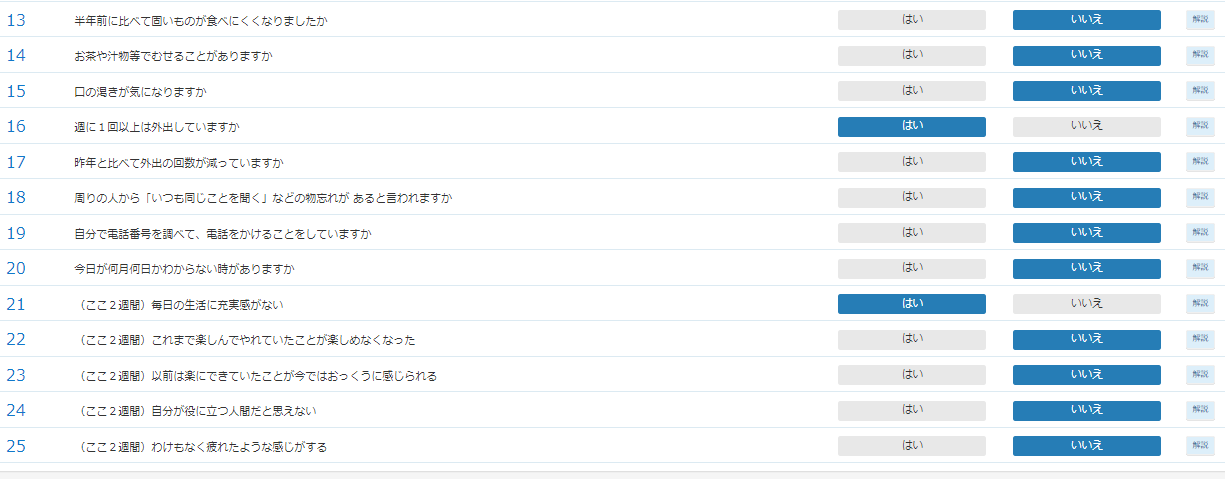 13 半年前に比べて固いものが食べにくくなりましたか はい いいえ 解説
14 お茶や汁物等でむせることがありますか はい いいえ 解説
15 口の渇きが気になりますか はい いいえ 解説
16 週に１回以上は外出していますか はい いいえ 解説
17 昨年と比べて外出の回数が減っていますか はい いいえ 解説
18 周りの人から「いつも同じことを聞く」などの物忘れが あると言われますか はい いいえ 解説
19 自分で電話番号を調べて、電話をかけることをしていますか はい いいえ 解説
20 今日が何月何日かわからない時がありますか はい いいえ 解説
21 （ここ２週間）毎日の生活に充実感がない はい いいえ 解説
22 （ここ２週間）これまで楽しんでやれていたことが楽しめなくなった はい いいえ 解説
23 （ここ２週間）以前は楽にできていたことが今ではおっくうに感じられる はい いいえ 解説
24 （ここ２週間）自分が役に立つ人間だと思えない はい いいえ 解説
25 （ここ２週間）わけもなく疲れたような感じがする はい いいえ 解説